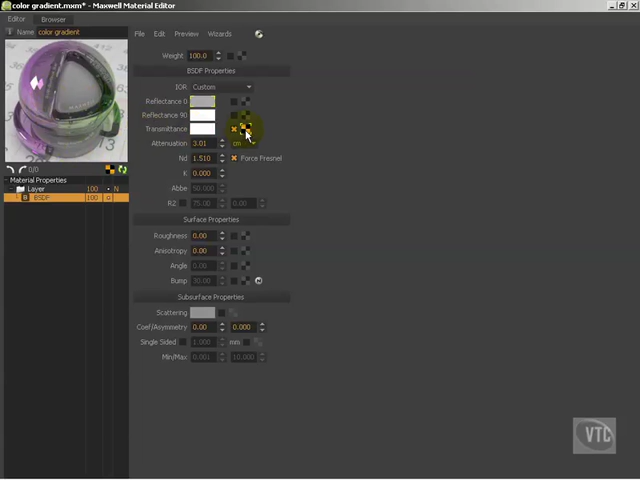 color gradient.mxm* - Maxwell Material Editor
Editor Browser
Name color gradient
File Edit Preview Wizards
Weight 100.0
BSDF Properties
IOR Custom
Reflectance 0
Reflectance 90
Transmittance
Attenuation 3.01 cm
Nd 1.510 Force Fresnel
K 0.000
Abbe 50.000
R2 75.00 0.00
0/0
Material Properties
Layer 100 N
B BSDF 100
Surface Properties
Roughness 0.00
Anisotropy 0.00
Angle 0.00
Bump 30.00
Subsurface Properties
Scattering
Coef/Asymmetry 0.00 0.000
Single Sided 1.000 mm
Min/Max 0.001 10.000
VTC